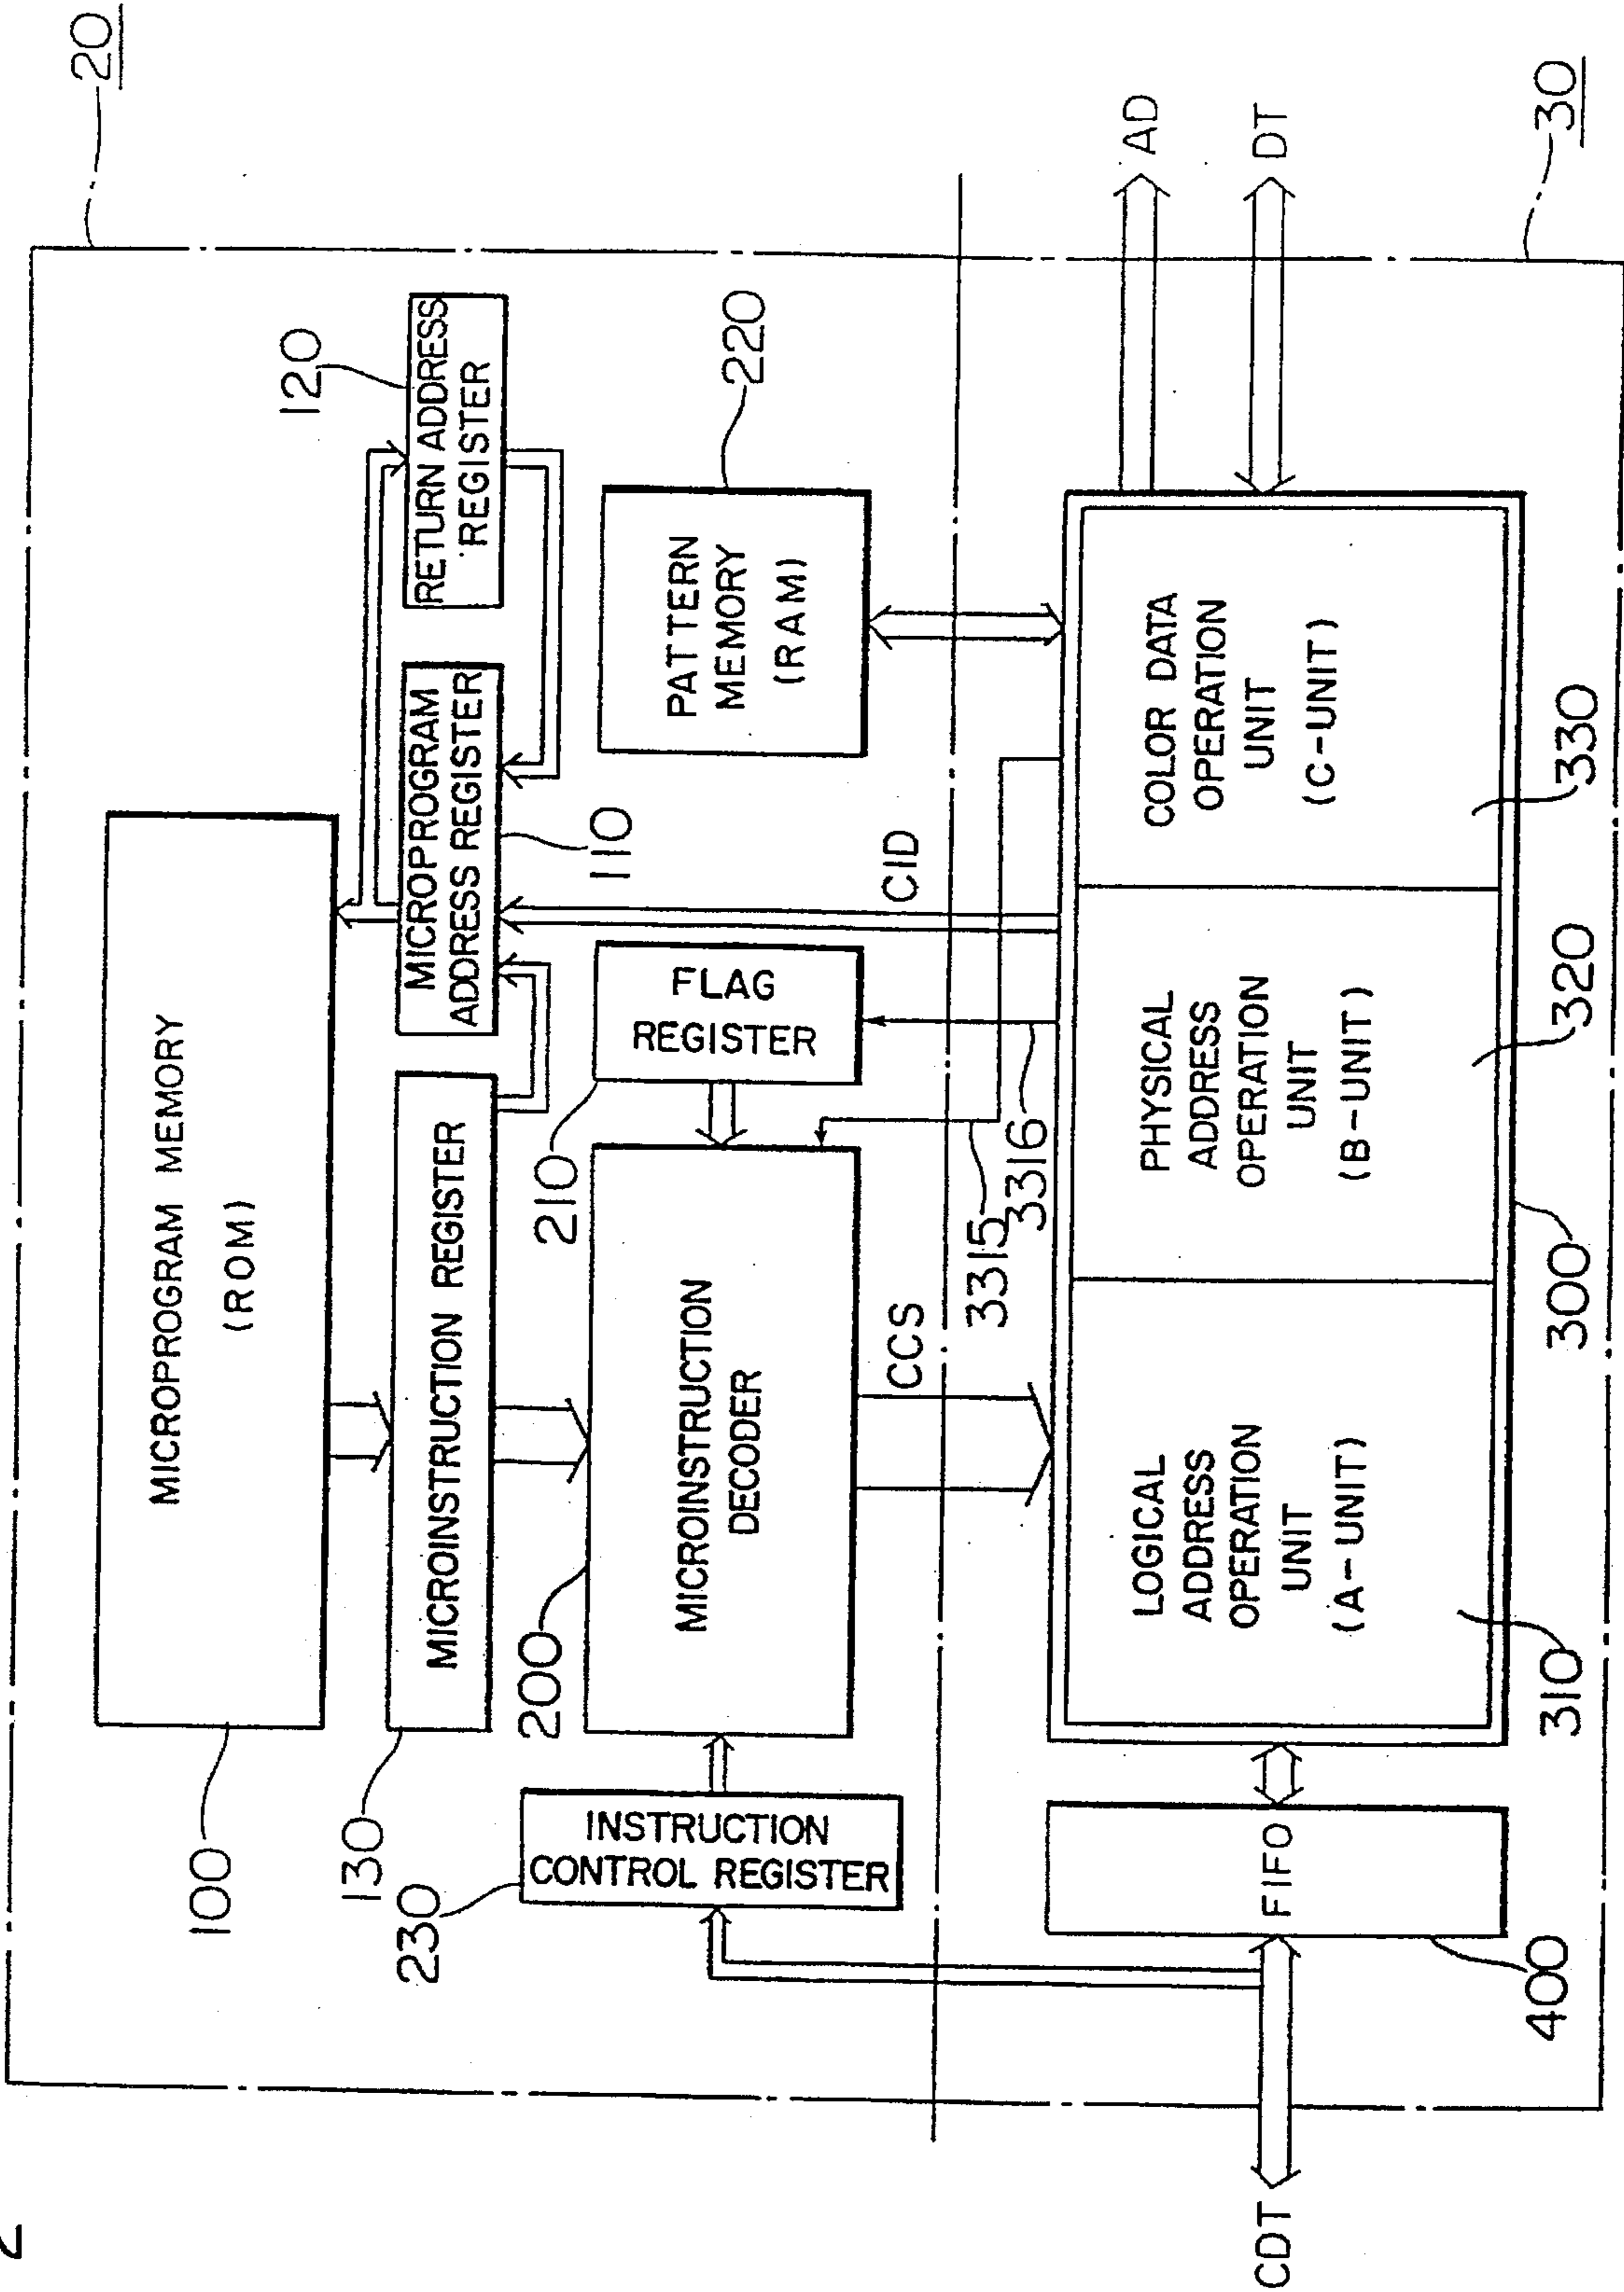 20
MICROPROGRAM MEMORY
(ROM)
100
120
RETURN ADDRESS
REGISTER
MICROPROGRAM
ADDRESS REGISTER
110
MICROINSTRUCTION REGISTER
130
220
PATTERN
MEMORY
(RAM)
FLAG
REGISTER
210
CID
MICROINSTRUCTION
DECODER
200
INSTRUCTION
CONTROL REGISTER
230
CCS
3315
3316
AD
DT
30
LOGICAL
ADDRESS
OPERATION
UNIT
(A-UNIT)
310
PHYSICAL
ADDRESS
OPERATION
UNIT
(B-UNIT)
320
COLOR DATA
OPERATION
UNIT
(C-UNIT)
330
300
FIFO
400
CDT